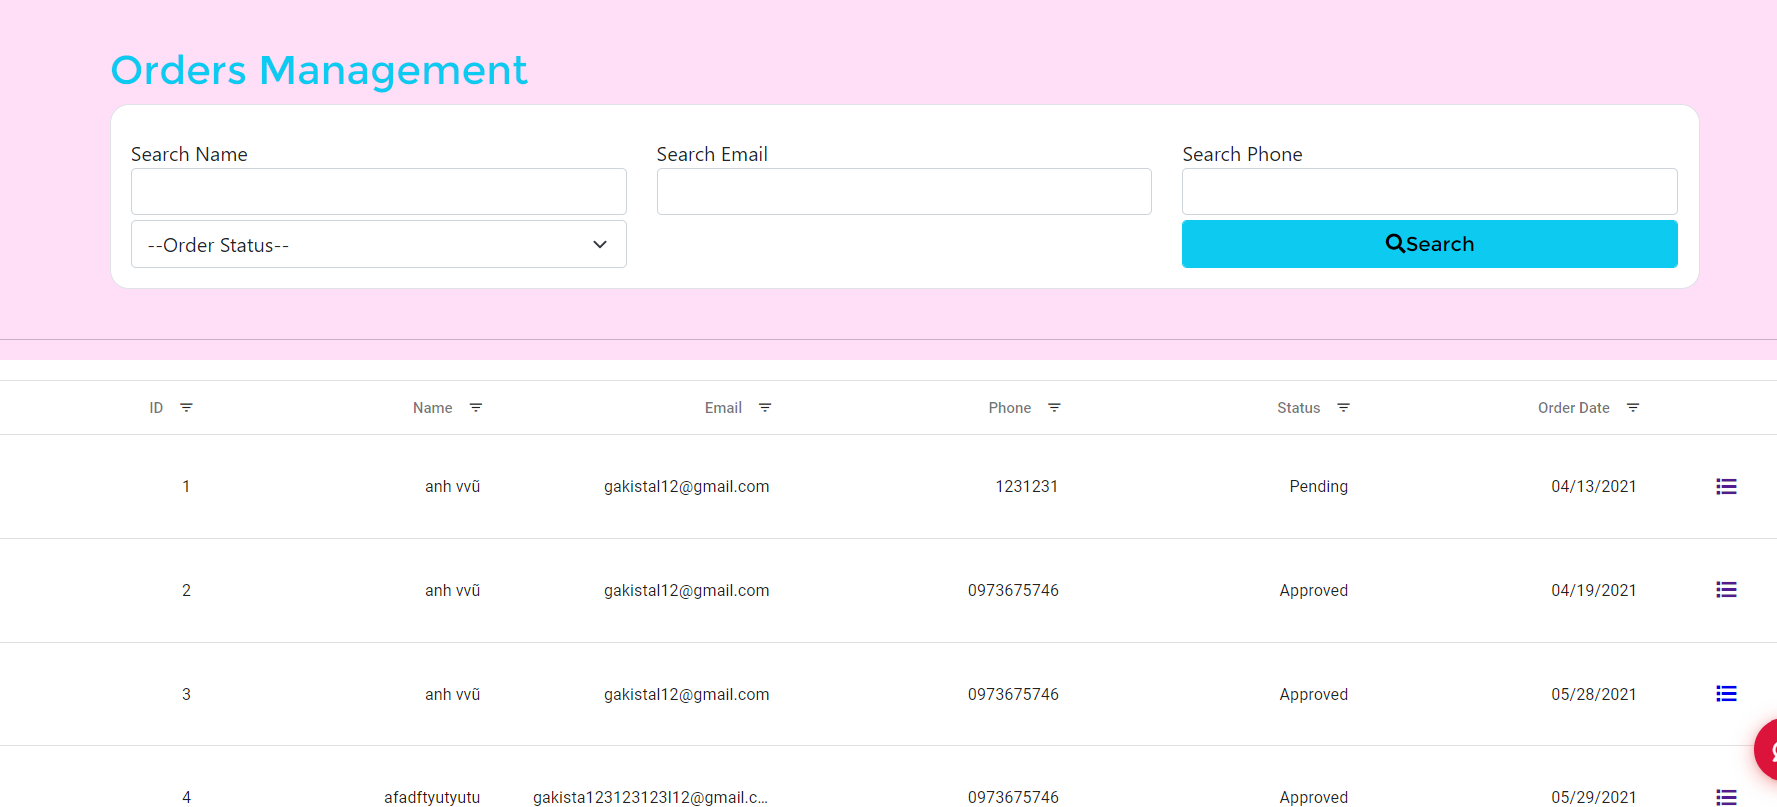 Orders Management
Search Name Search Email Search Phone
--Order Status-- Search
ID Name Email Phone Status Order Date
1 anh vvũ gakistal12@gmail.com 1231231 Pending 04/13/2021
2 anh vvũ gakistal12@gmail.com 0973675746 Approved 04/19/2021
3 anh vvũ gakistal12@gmail.com 0973675746 Approved 05/28/2021
4 afadftyutyutu gakista123123123l12@gmail.c... 0973675746 Approved 05/29/2021